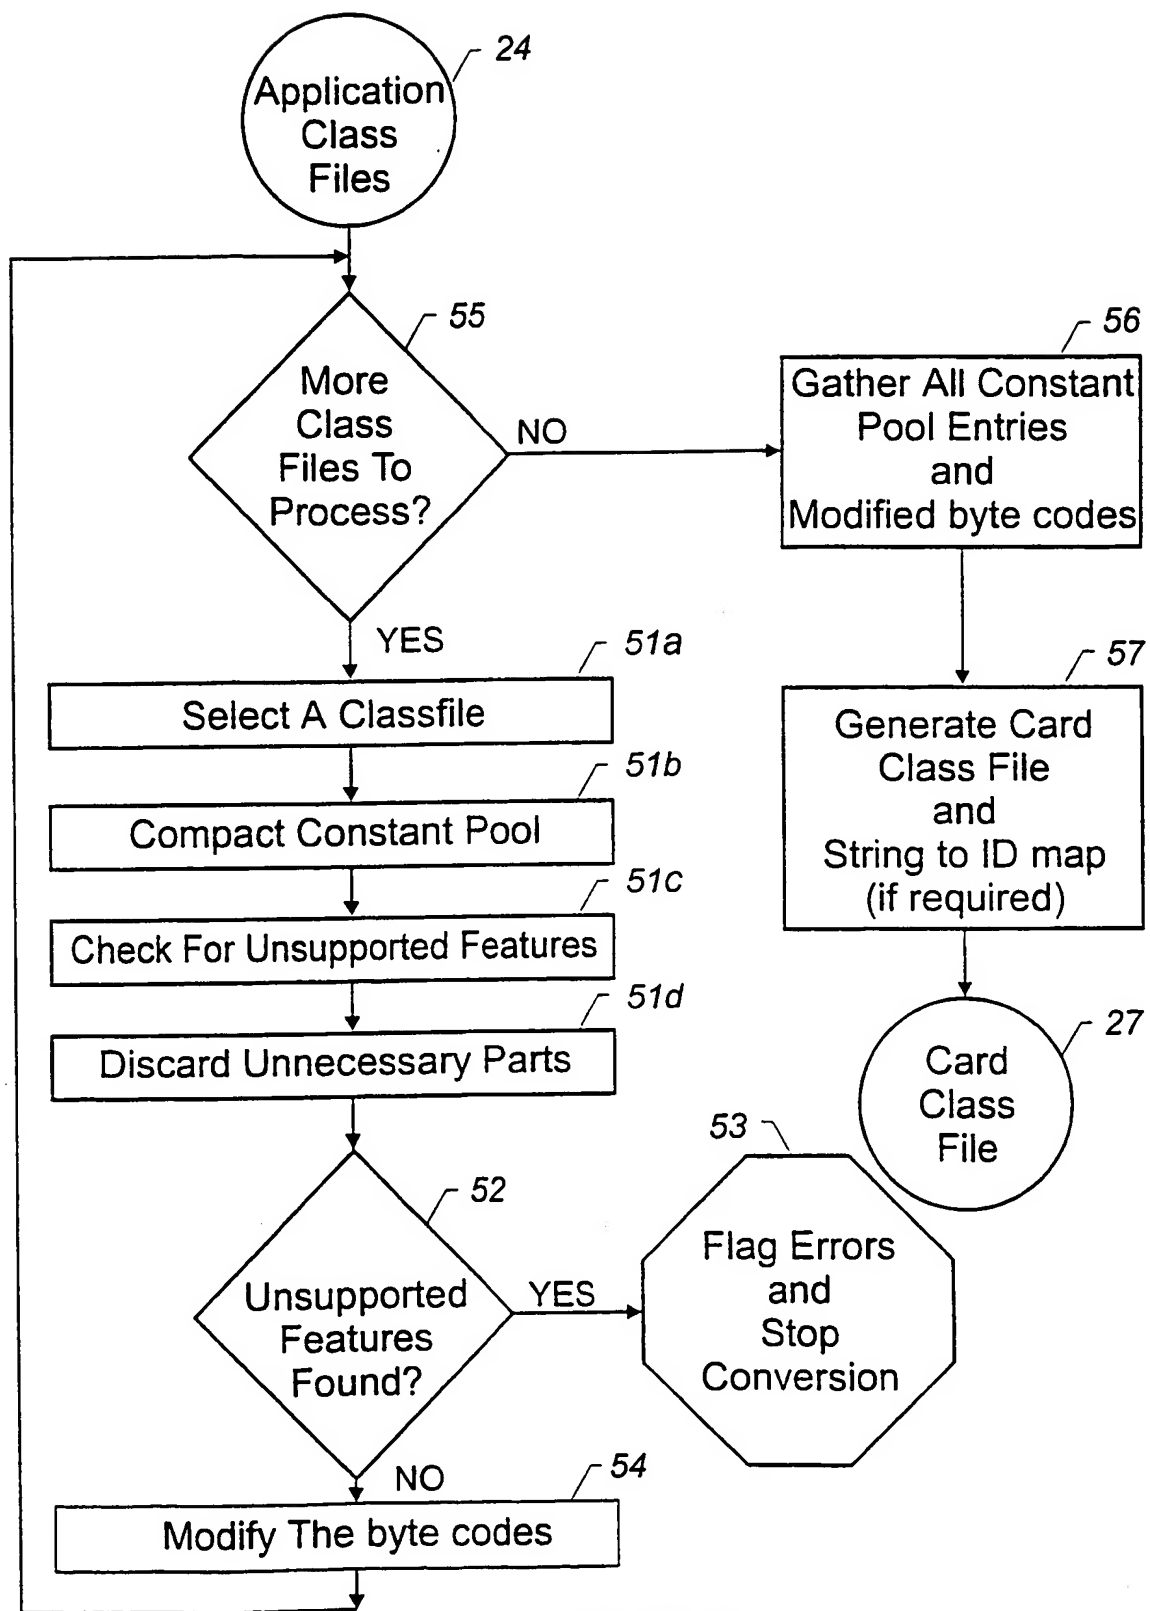 24
Application
Class
Files
55
More
Class
Files To
Process?
NO
YES
56
Gather All Constant
Pool Entries
and
Modified byte codes
51a
Select A Classfile
51b
Compact Constant Pool
51c
Check For Unsupported Features
51d
Discard Unnecessary Parts
57
Generate Card
Class File
and
String to ID map
(if required)
27
Card
Class
File
52
Unsupported
Features
Found?
YES
NO
53
Flag Errors
and
Stop
Conversion
54
Modify The byte codes